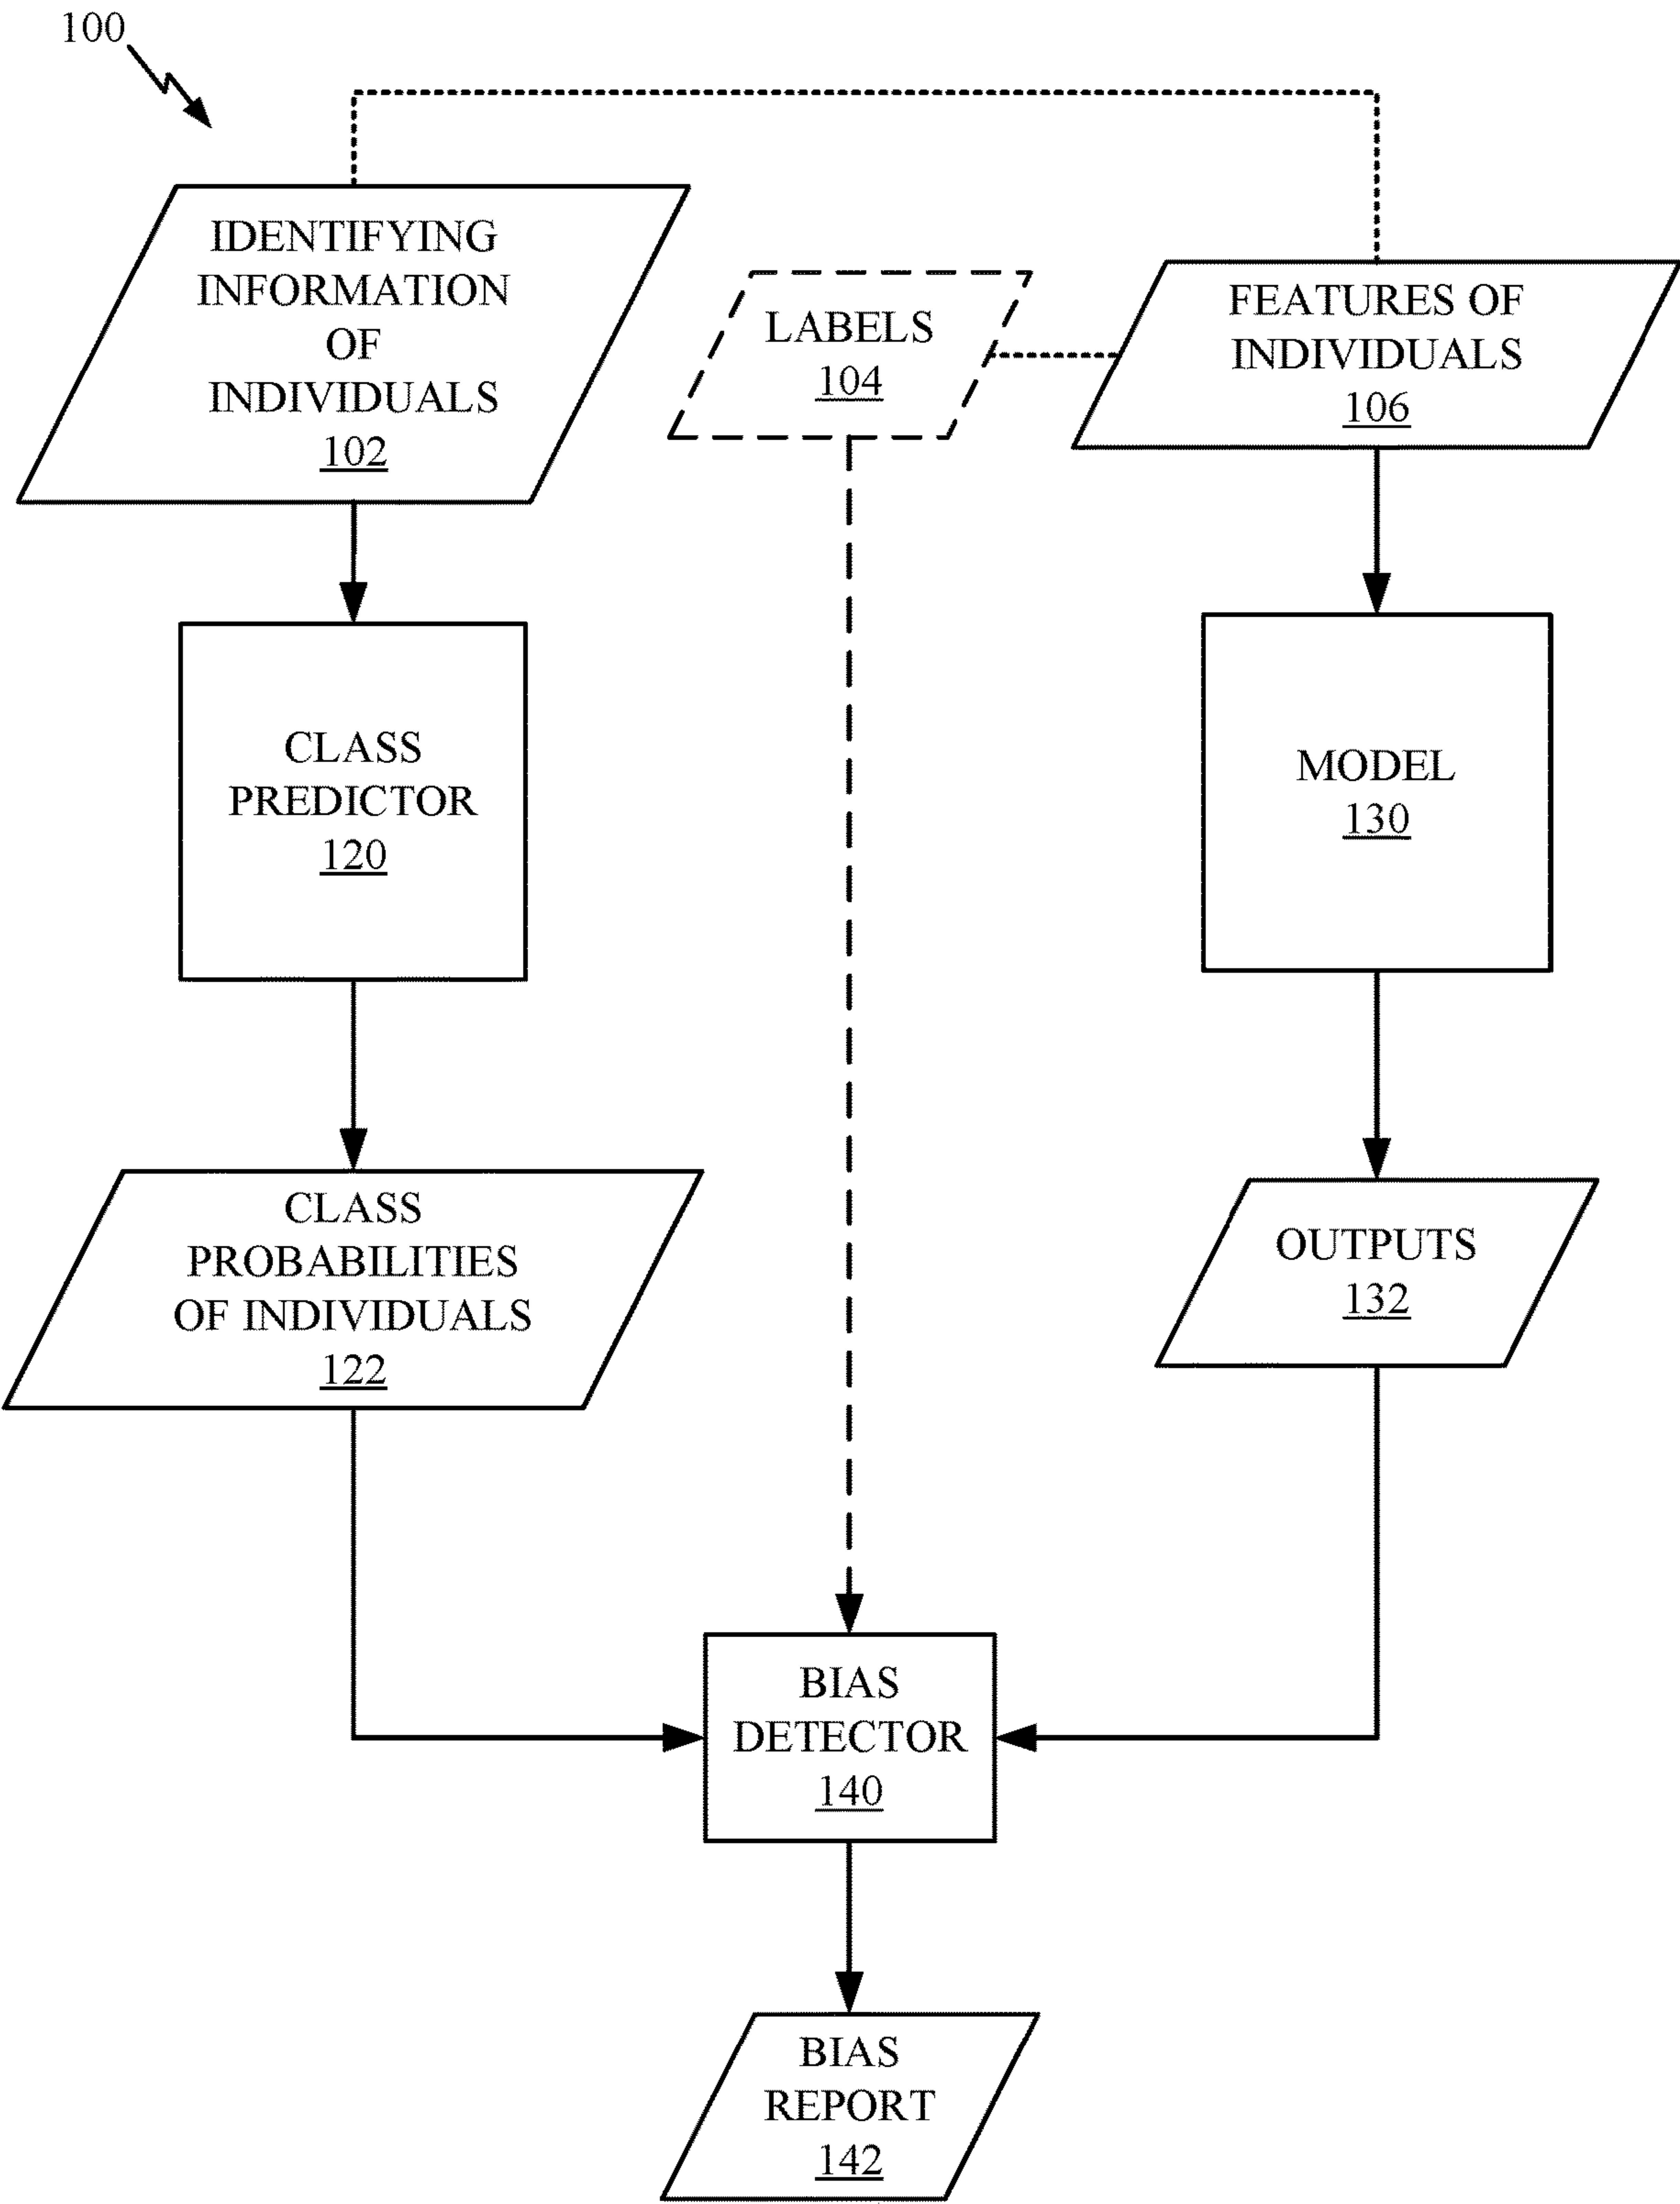 100
IDENTIFYING
INFORMATION
OF
INDIVIDUALS
102
LABELS
104
FEATURES OF
INDIVIDUALS
106
CLASS
PREDICTOR
120
MODEL
130
CLASS
PROBABILITIES
OF INDIVIDUALS
122
OUTPUTS
132
BIAS
DETECTOR
140
BIAS
REPORT
142